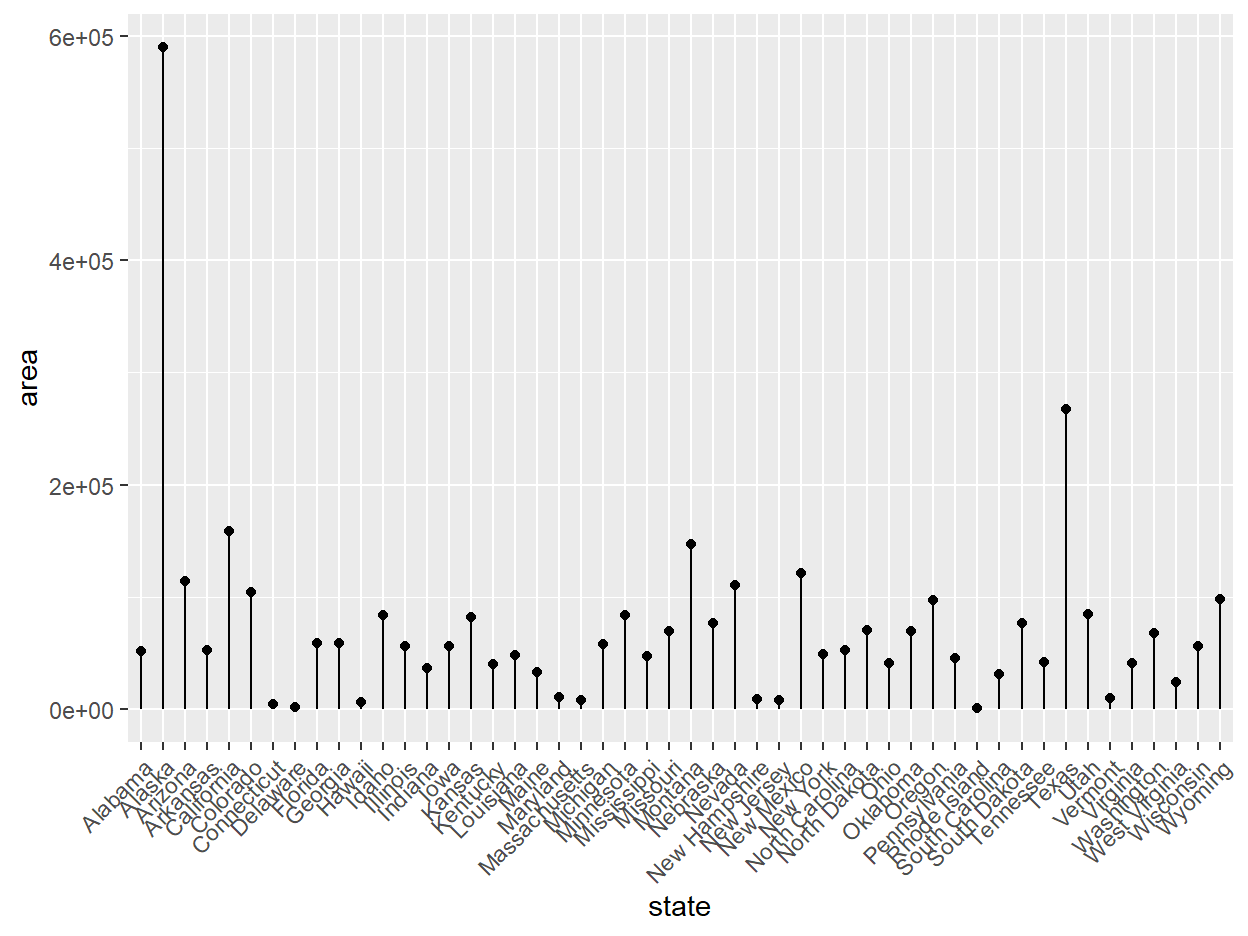 6e+05
4e+05
2e+05
0e+00
area
Alabama
Alaska
Arizona
Arkansas
California
Colorado
Connecticut
Delaware
Florida
Georgia
Hawaii
Idaho
Illinois
Indiana
Iowa
Kansas
Kentucky
Louisiana
Maine
Maryland
Massachusetts
Michigan
Minnesota
Mississippi
Missouri
Montana
Nebraska
Nevada
New Hampshire
New Jersey
New Mexico
New York
North Carolina
North Dakota
Ohio
Oklahoma
Oregon
Pennsylvania
Rhode Island
South Carolina
South Dakota
Tennessee
Texas
Utah
Vermont
Virginia
Washington
West Virginia
Wisconsin
Wyoming
state